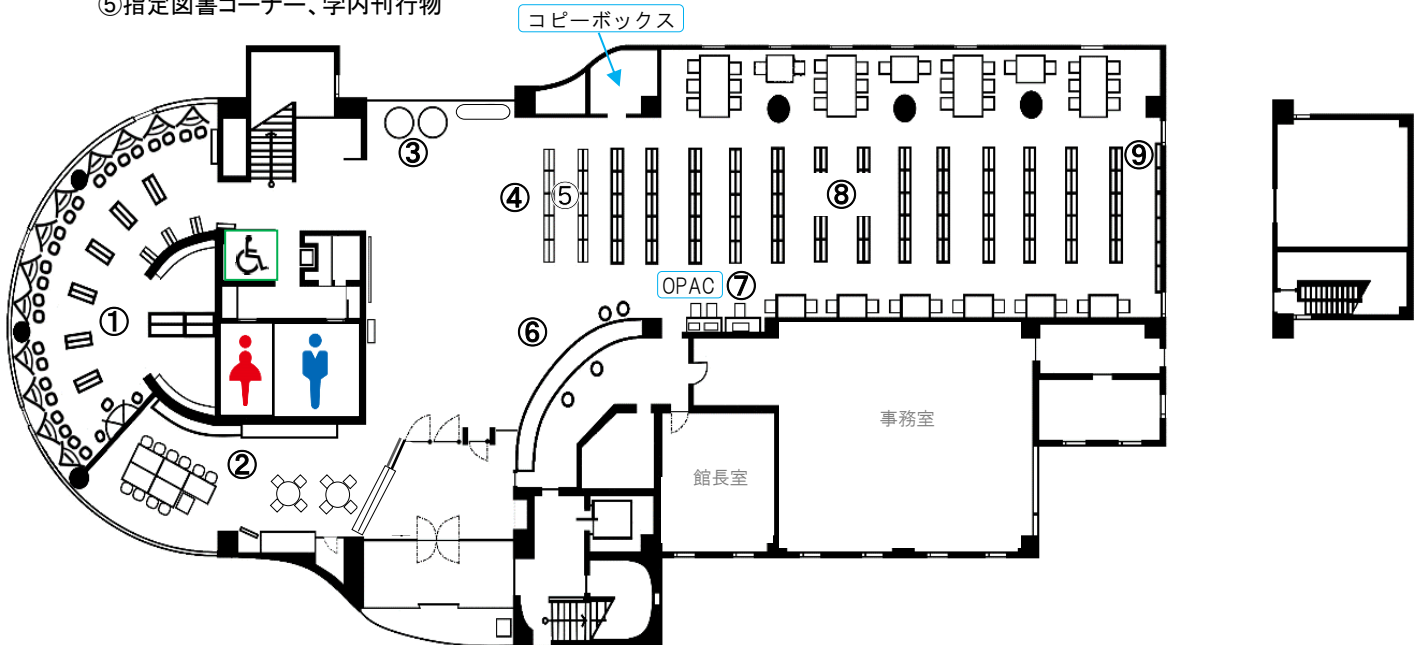 ⑤指定図書コーナー、学内刊行物
コピーボックス
③
⑨
④
⑤
⑧
OPAC
⑦
①
⑥
事務室
②
館長室